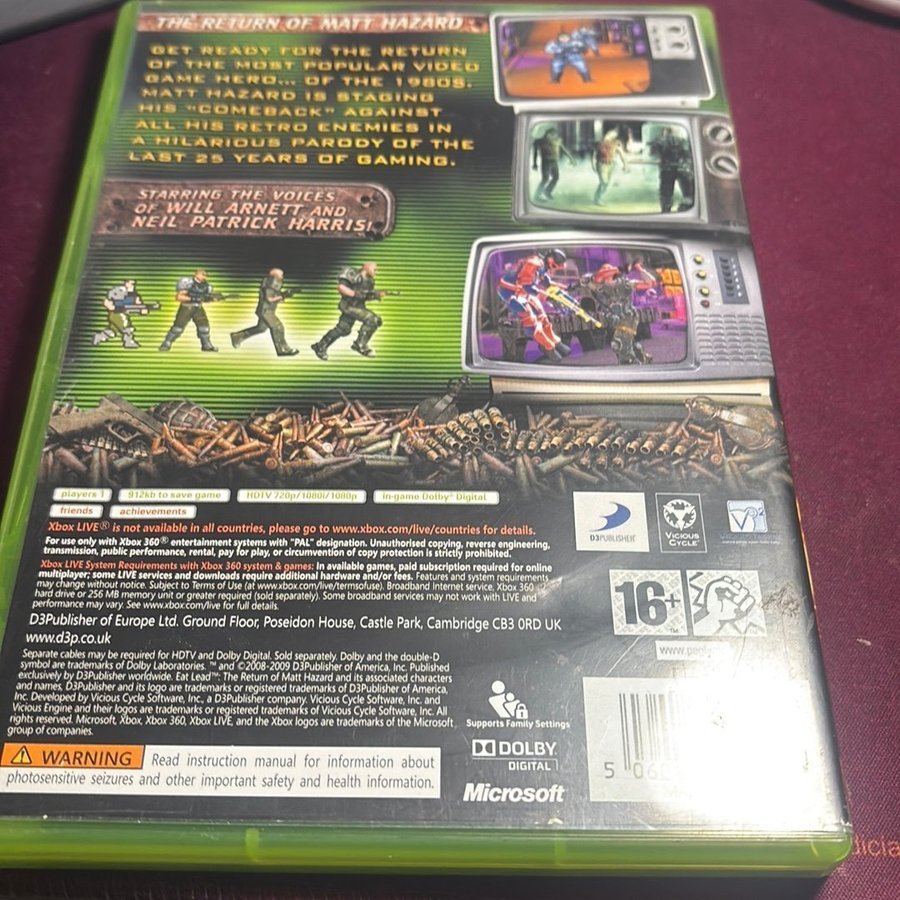 THE RETURN OF MATT HAZARD
GET READY FOR THE RETURN
OF THE MOST POPULAR VIDEO
GAME HERO... OF THE 1980S.
MATT HAZARD IS STAGING
HIS "COMEBACK" AGAINST
ALL HIS RETRO ENEMIES IN
A HILARIOUS PARODY OF THE
LAST 25 YEARS OF GAMING.
STARRING THE VOICES
OF WILL ARNETT AND
NEIL PATRICK HARRIS!
players 1
912kb to save game
HDTV 720p/1080i/1080p
in-game Dolby® Digital
friends
achievements
Xbox LIVE® is not available in all countries, please go to www.xbox.com/live/countries for details.
For use only with Xbox 360® entertainment systems with "PAL" designation. Unauthorised copying, reverse engineering,
transmission, public performance, rental, pay for play, or circumvention of copy protection is strictly prohibited.
Xbox LIVE System Requirements with Xbox 360 system & games: In available games, paid subscription required for online
multiplayer; some LIVE services and downloads require additional hardware and/or fees. Features and system requirements
may change without notice. Subject to Terms of Use (at www.xbox.com/live/termsofuse). Broadband Internet service. Xbox 360
hard drive or 256 MB memory unit or greater required (sold separately). Some broadband services may not work with LIVE and
performance may vary. See www.xbox.com/live for full details.
D3Publisher of Europe Ltd. Ground Floor, Poseidon House, Castle Park, Cambridge CB3 0RD UK
www.d3p.co.uk
Separate cables may be required for HDTV and Dolby Digital. Sold separately. Dolby and the double-D
symbol are trademarks of Dolby Laboratories. ™ and ©2008-2009 D3Publisher of America, Inc. Published
exclusively by D3Publisher worldwide. Eat Lead™: The Return of Matt Hazard and its associated characters
and names, D3Publisher and its logo are trademarks or registered trademarks of D3Publisher of America,
Inc. Developed by Vicious Cycle Software, Inc., a D3Publisher company. Vicious Cycle Software, Inc. and
Vicious Engine and their logos are trademarks or registered trademarks of Vicious Cycle Software, Inc. All
rights reserved. Microsoft, Xbox, Xbox 360, Xbox LIVE, and the Xbox logos are trademarks of the Microsoft
group of companies.
WARNING
Read instruction manual for information about
photosensitive seizures and other important safety and health information.
D3PUBLISHER
VICIOUS
CYCLE
16+
™
Supports Family Settings
DOLBY
DIGITAL
Microsoft
5 060